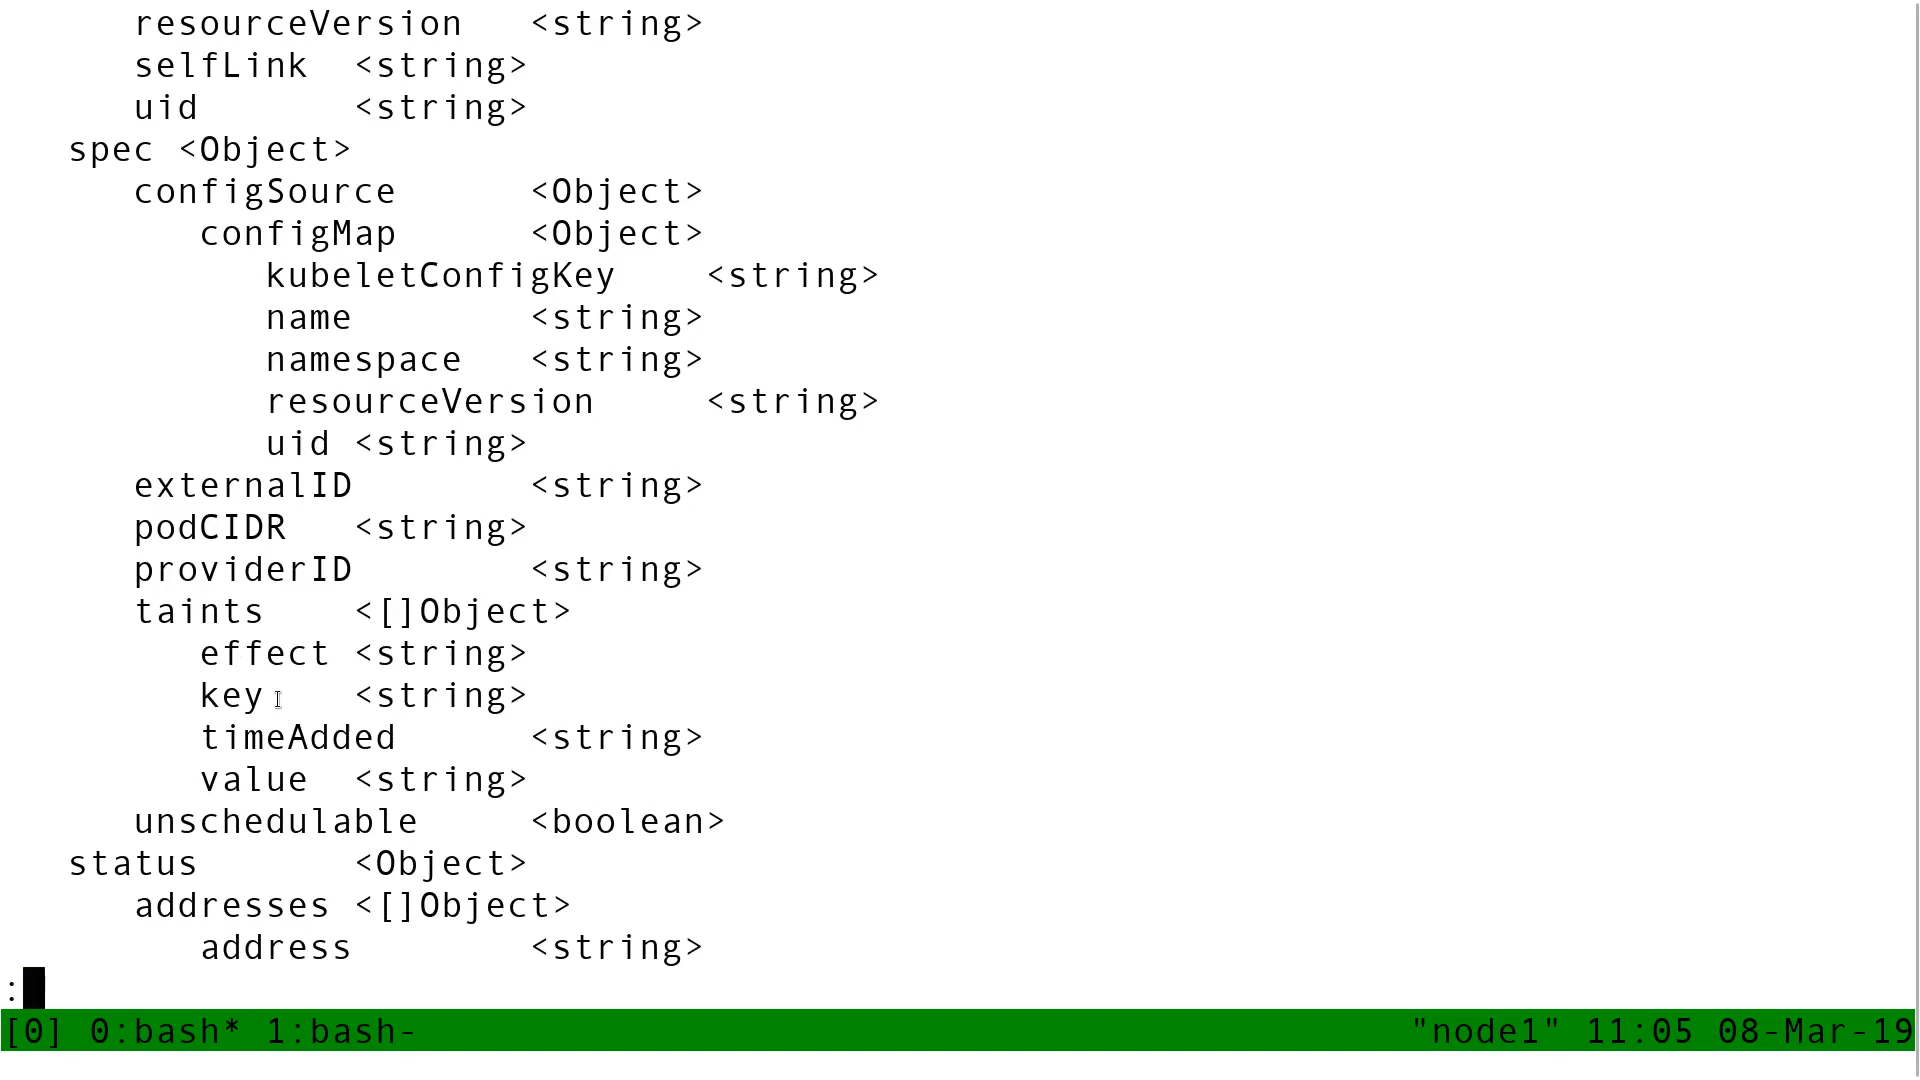 resourceVersion   <string>
selfLink  <string>
uid       <string>
spec <Object>
configSource      <Object>
configMap      <Object>
kubeletConfigKey    <string>
name        <string>
namespace   <string>
resourceVersion     <string>
uid <string>
externalID        <string>
podCIDR   <string>
providerID        <string>
taints    <[]Object>
effect <string>
key    <string>
timeAdded      <string>
value  <string>
unschedulable     <boolean>
status       <Object>
addresses <[]Object>
address        <string>
:
[0] 0:bash* 1:bash-    "node1" 11:05 08-Mar-19